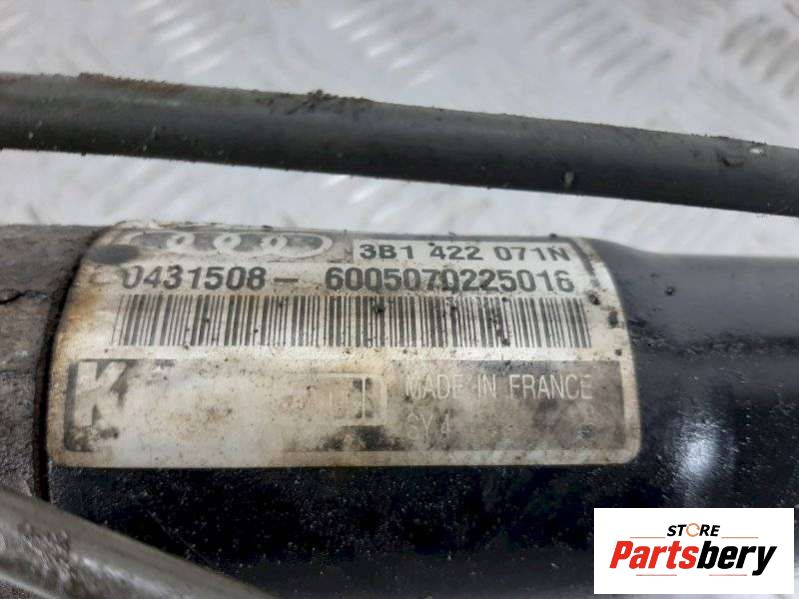 3B1 422 071N
0431508- 6005070225016
MADE IN FRANCE
STORE
Partsbery